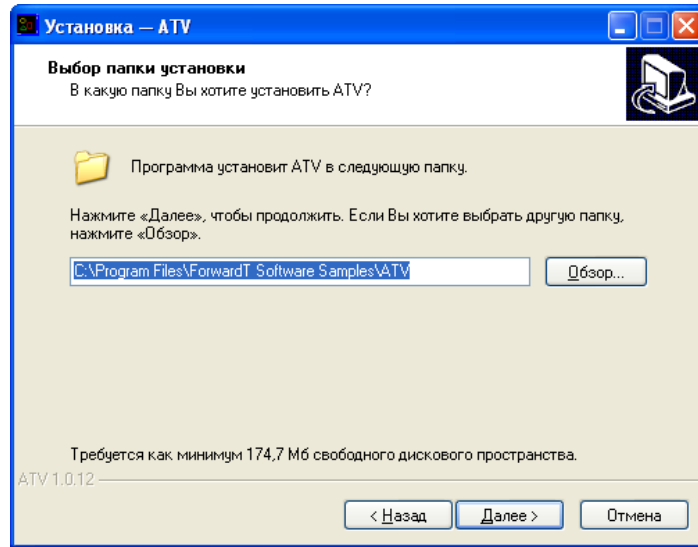 Установка — ATV
Выбор папки установки
В какую папку Вы хотите установить ATV?
Программа установит ATV в следующую папку.
Нажмите «Далее», чтобы продолжить. Если Вы хотите выбрать другую папку,
нажмите «Обзор».
C:\Program Files\ForwardT Software Samples\ATV
Обзор...
Требуется как минимум 174,7 Мб свободного дискового пространства.
ATV 1.0.12
< Назад
Далее >
Отмена